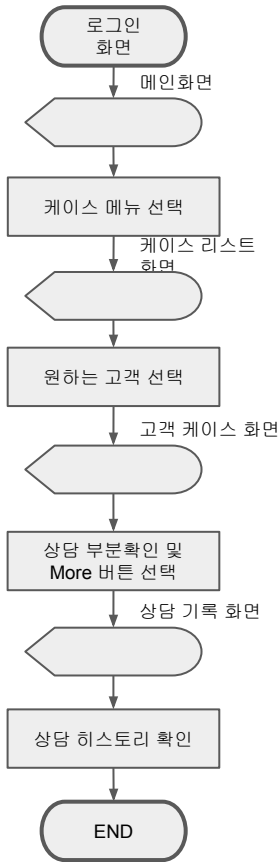 로그인
화면
메인화면
케이스 메뉴 선택
케이스 리스트
화면
원하는 고객 선택
고객 케이스 화면
상담 부분확인 및
More 버튼 선택
상담 기록 화면
상담 히스토리 확인
END